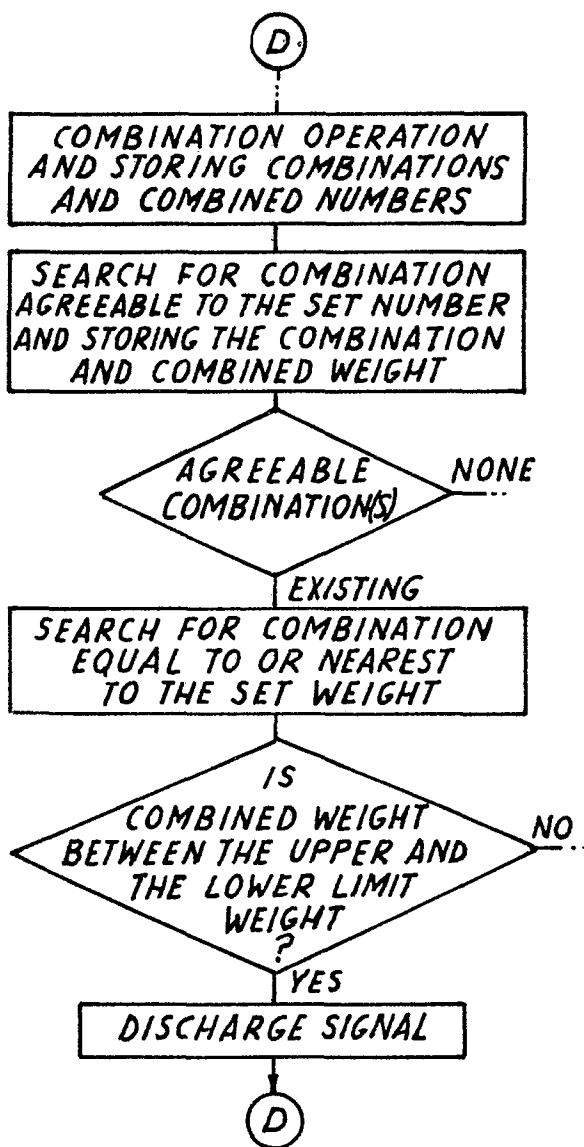 D
COMBINATION OPERATION
AND STORING COMBINATIONS
AND COMBINED NUMBERS
SEARCH FOR COMBINATION
AGREEABLE TO THE SET NUMBER
AND STORING THE COMBINATION
AND COMBINED WEIGHT
AGREEABLE
COMBINATION(S)
NONE
EXISTING
SEARCH FOR COMBINATION
EQUAL TO OR NEAREST
TO THE SET WEIGHT
IS
COMBINED WEIGHT
BETWEEN THE UPPER AND
THE LOWER LIMIT
WEIGHT
?
NO
YES
DISCHARGE SIGNAL
D